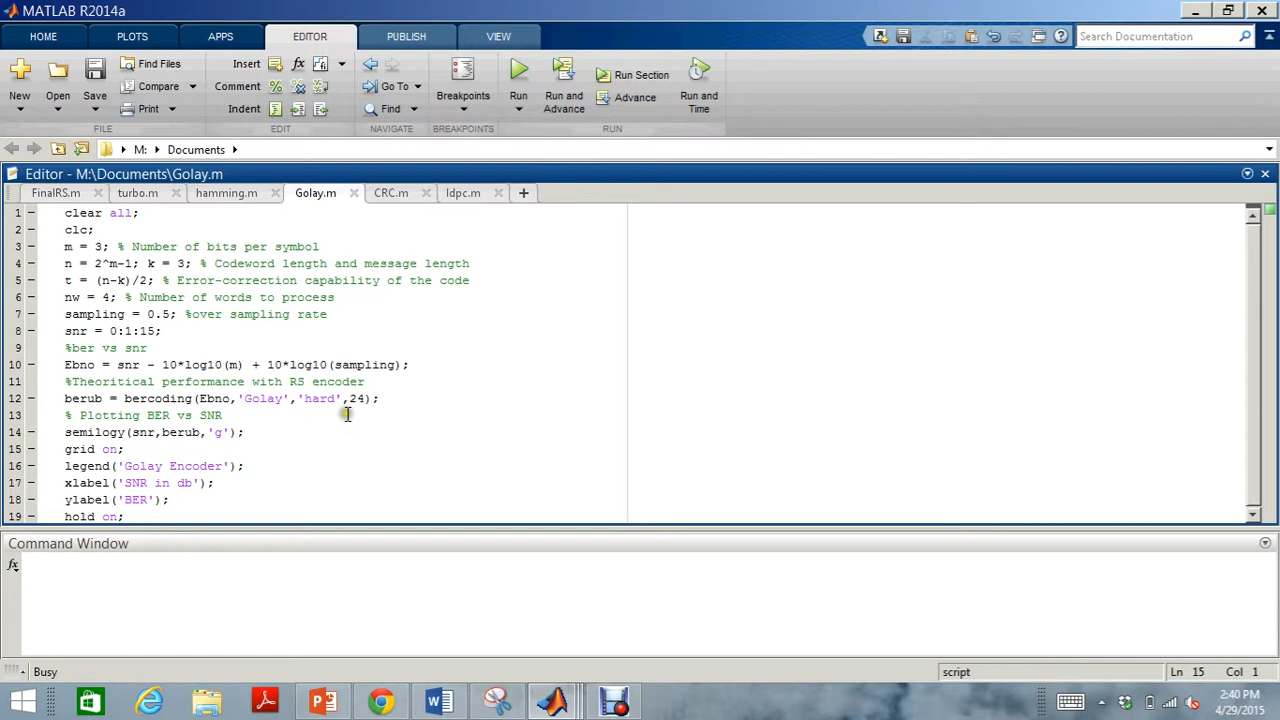 MATLAB R2014a
HOME PLOTS APPS EDITOR PUBLISH VIEW Search Documentation
New Open Save Find Files Compare Print
Insert Comment Indent
Go To Find
Breakpoints
Run Run and Advance Run Section Advance Run and Time
FILE EDIT NAVIGATE BREAKPOINTS RUN
M: Documents
Editor - M:\Documents\Golay.m
FinalRS.m turbo.m hamming.m Golay.m CRC.m ldpc.m
1 clear all;
2 clc;
3 m = 3; % Number of bits per symbol
4 n = 2^m-1; k = 3; % Codeword length and message length
5 t = (n-k)/2; % Error-correction capability of the code
6 nw = 4; % Number of words to process
7 sampling = 0.5; %over sampling rate
8 snr = 0:1:15;
9 %ber vs snr
10 Ebno = snr - 10*log10(m) + 10*log10(sampling);
11 %Theoritical performance with RS encoder
12 berub = bercoding(Ebno,'Golay','hard',24);
13 % Plotting BER vs SNR
14 semilogy(snr,berub,'g');
15 grid on;
16 legend('Golay Encoder');
17 xlabel('SNR in db');
18 ylabel('BER');
19 hold on;
Command Window
fx
Busy script Ln 15 Col 1
2:40 PM
4/29/2015